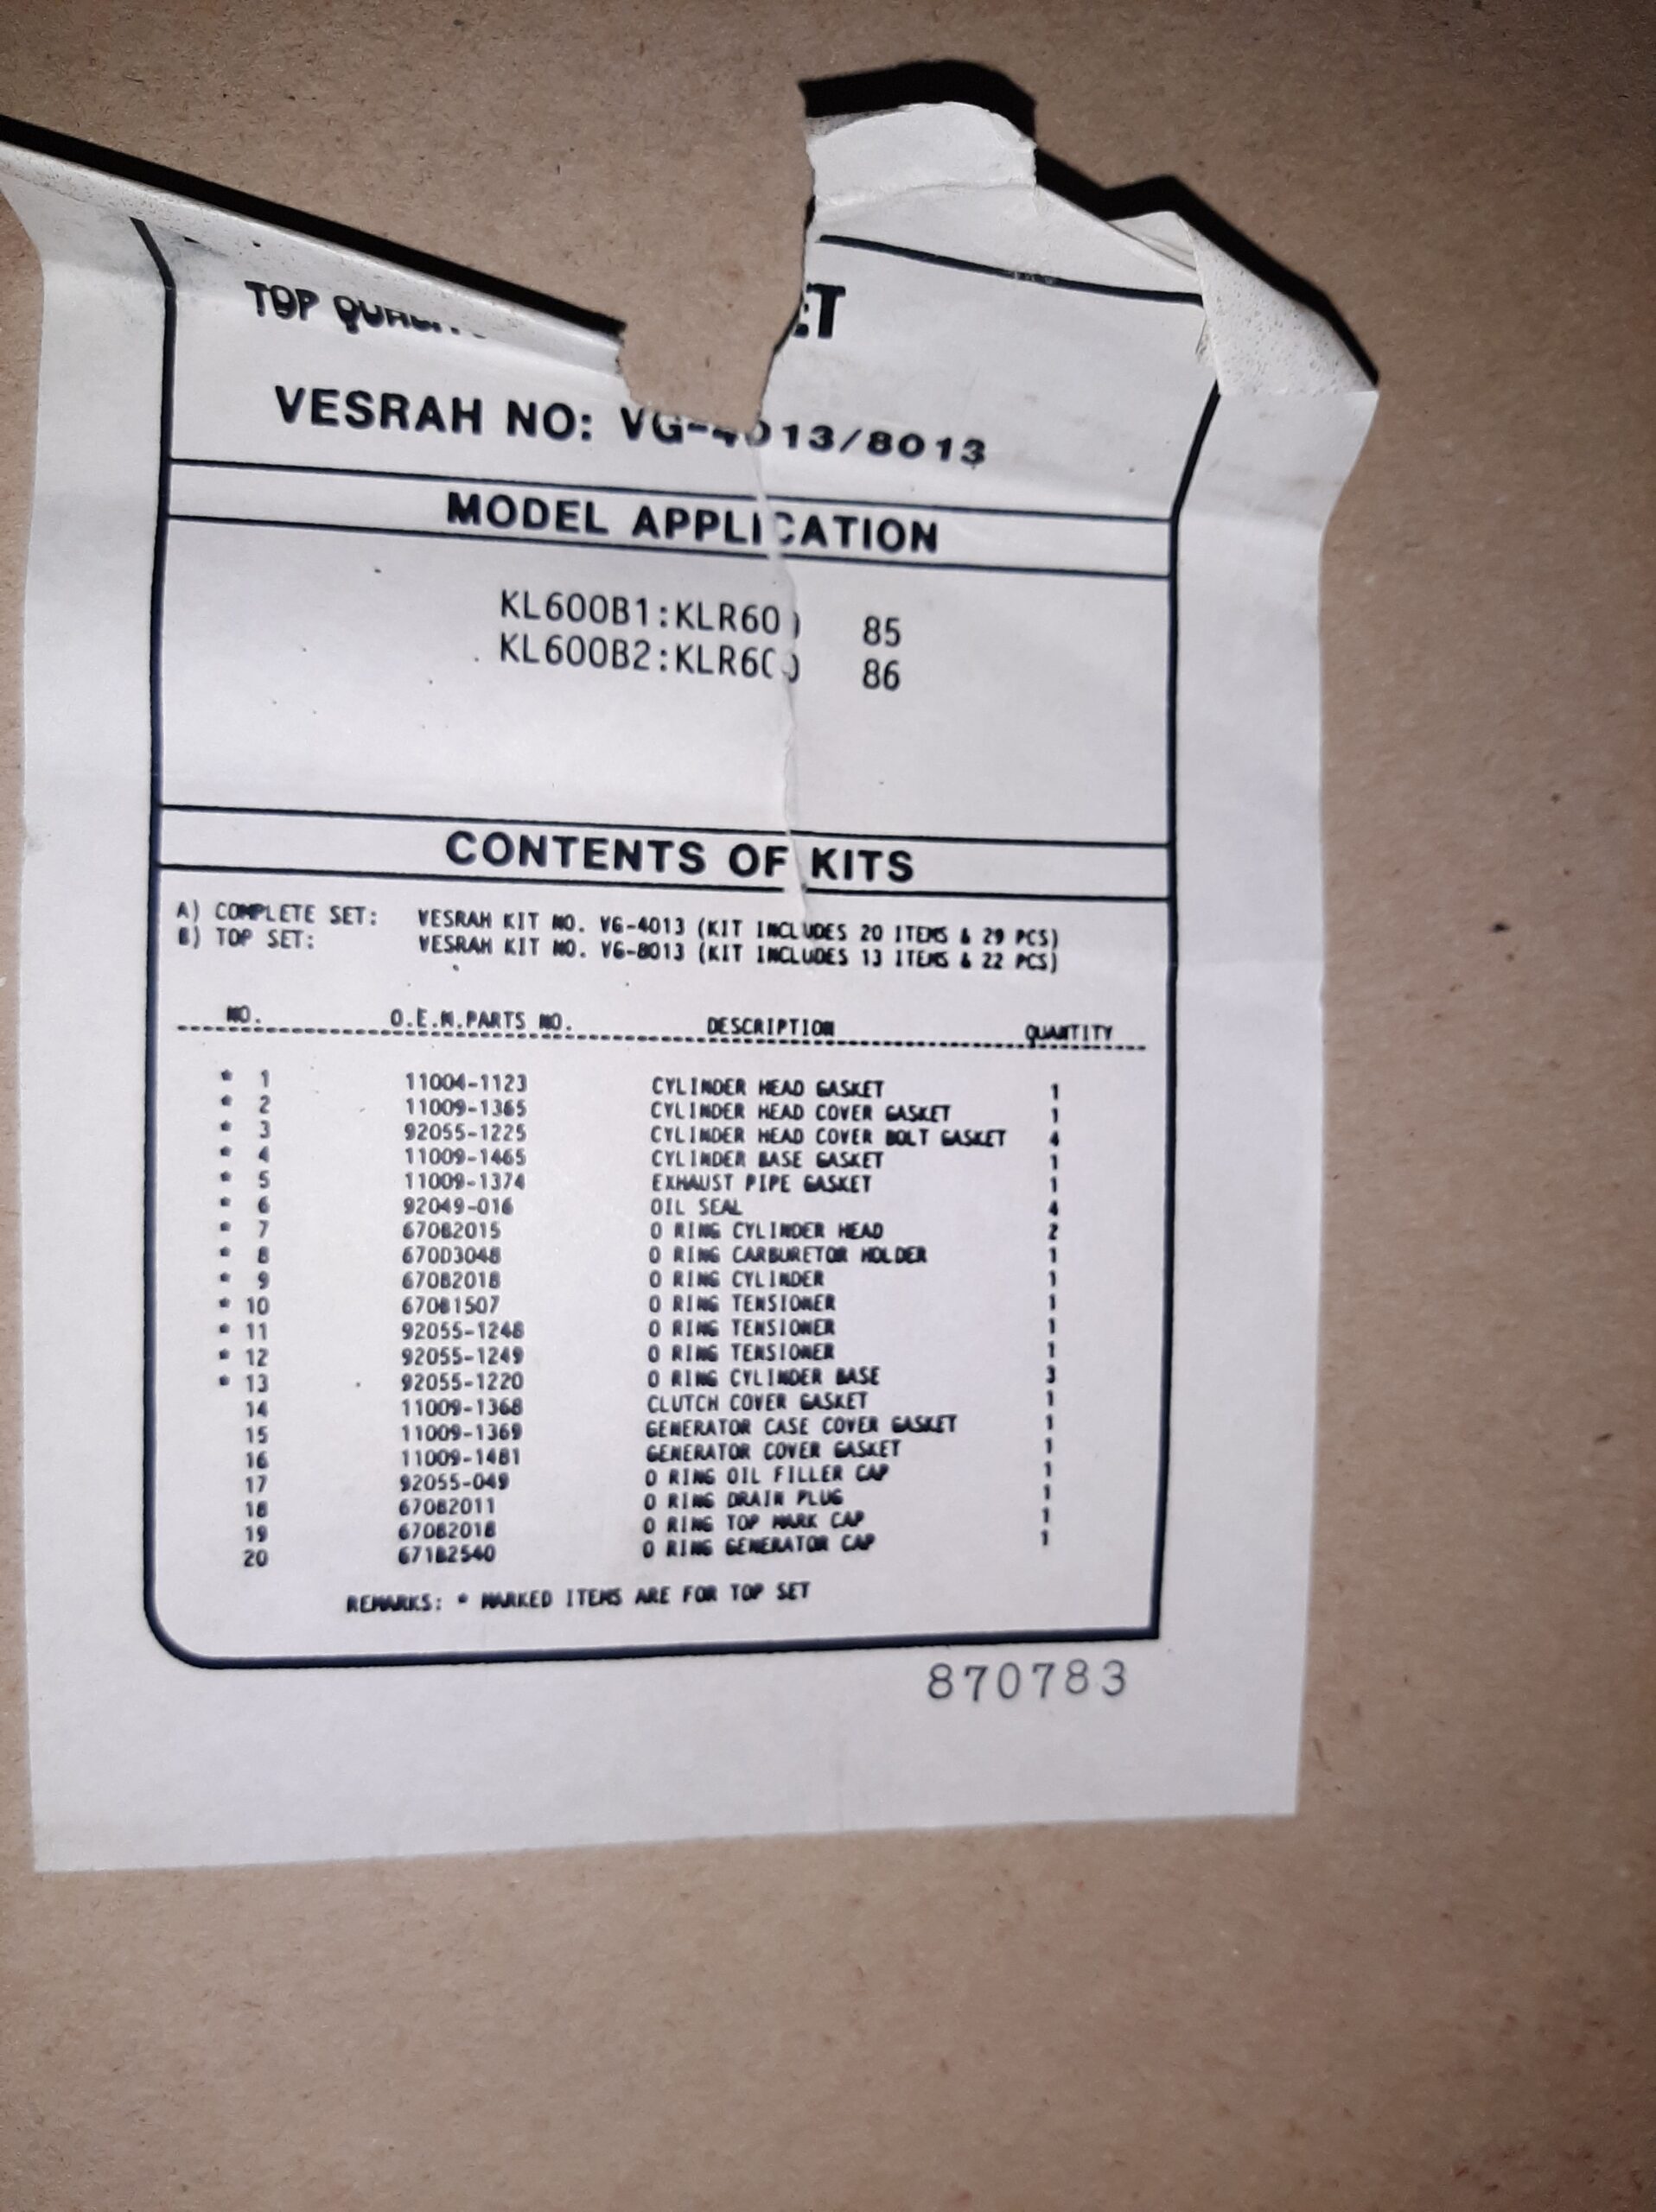 TOP
VESRAH NO: VG-4013/8013
MODEL APPLICATION
KL600B1:KLR600 85
KL600B2:KLR600 86
CONTENTS OF KITS
A) COMPLETE SET: VESRAH KIT NO. VG-4013 (KIT INCLUDES 20 ITEMS & 29 PCS)
B) TOP SET: VESRAH KIT NO. VG-8013 (KIT INCLUDES 13 ITEMS & 22 PCS)
NO. O.E.M.PARTS NO. DESCRIPTION QUANTITY
* 1 11004-1123 CYLINDER HEAD GASKET 1
* 2 11009-1365 CYLINDER HEAD COVER GASKET 1
* 3 92055-1225 CYLINDER HEAD COVER BOLT GASKET 4
* 4 11009-1465 CYLINDER BASE GASKET 1
* 5 11009-1374 EXHAUST PIPE GASKET 1
* 6 92049-016 OIL SEAL 4
* 7 670B2015 O RING CYLINDER HEAD 2
* 8 670D3048 O RING CARBURETOR HOLDER 1
* 9 670B2018 O RING CYLINDER 1
* 10 670B1507 O RING TENSIONER 1
* 11 92055-1248 O RING TENSIONER 1
* 12 92055-1249 O RING TENSIONER 1
* 13 92055-1220 O RING CYLINDER BASE 3
14 11009-1368 CLUTCH COVER GASKET 1
15 11009-1369 GENERATOR CASE COVER GASKET 1
16 11009-1481 GENERATOR COVER GASKET 1
17 92055-049 O RING OIL FILLER CAP 1
18 670B2011 O RING DRAIN PLUG 1
19 670B2018 O RING TOP MARK CAP 1
20 671B2540 O RING GENERATOR CAP 1
REMARKS: * MARKED ITEMS ARE FOR TOP SET
870783